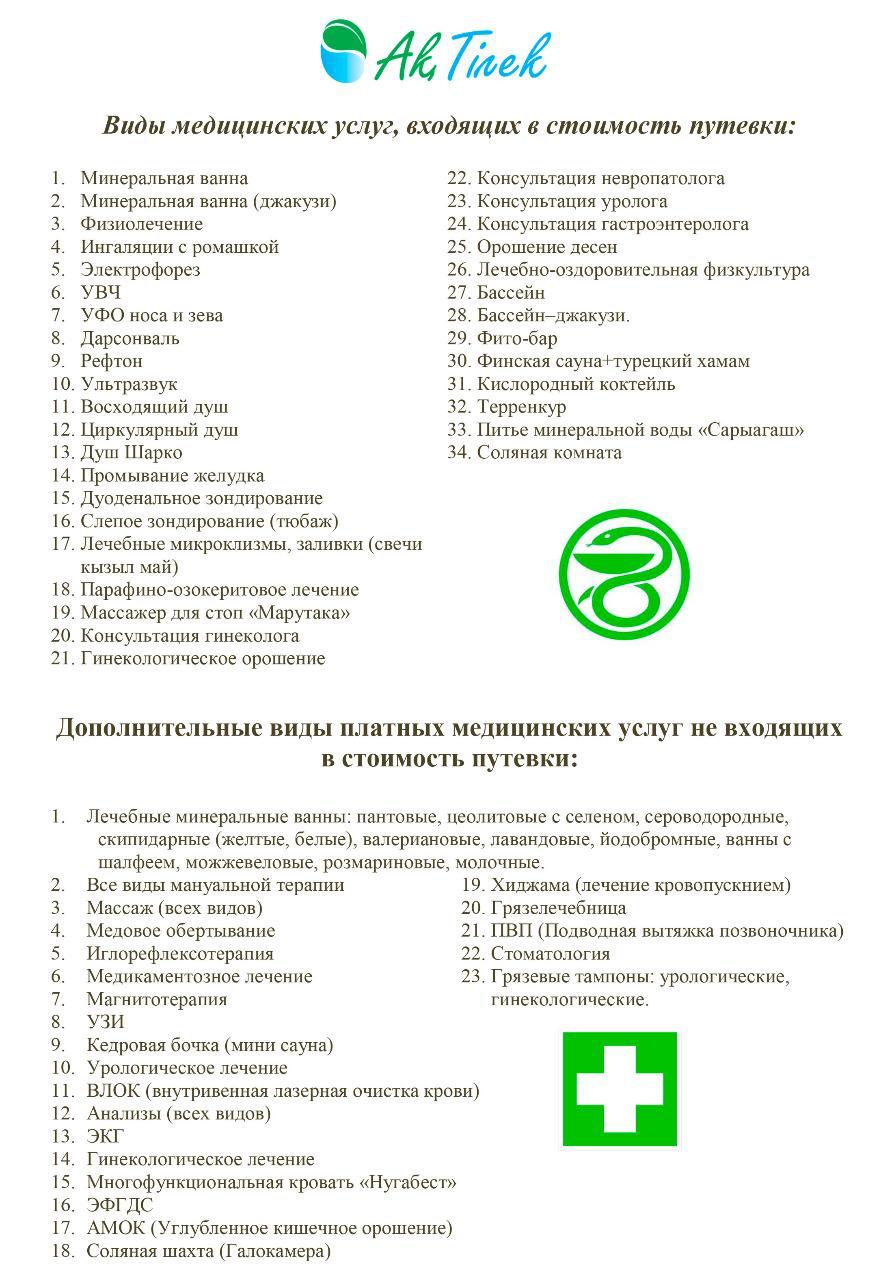 Ақ Тілек
Виды медицинских услуг, входящих в стоимость путевки:
1. Минеральная ванна
2. Минеральная ванна (джакузи)
3. Физиолечение
4. Ингаляции с ромашкой
5. Электрофорез
6. УВЧ
7. УФО носа и зева
8. Дарсонваль
9. Рефтон
10. Ультразвук
11. Восходящий душ
12. Циркулярный душ
13. Душ Шарко
14. Промывание желудка
15. Дуоденальное зондирование
16. Слепое зондирование (тюбаж)
17. Лечебные микроклизмы, заливки (свечи
кызыл май)
18. Парафино-озокеритовое лечение
19. Массажер для стоп «Марутака»
20. Консультация гинеколога
21. Гинекологическое орошение
22. Консультация невропатолога
23. Консультация уролога
24. Консультация гастроэнтеролога
25. Орошение десен
26. Лечебно-оздоровительная физкультура
27. Бассейн
28. Бассейн–джакузи.
29. Фито-бар
30. Финская сауна+турецкий хамам
31. Кислородный коктейль
32. Терренкур
33. Питье минеральной воды «Сарыагаш»
34. Соляная комната
Дополнительные виды платных медицинских услуг не входящих
в стоимость путевки:
1. Лечебные минеральные ванны: пантовые, цеолитовые с селеном, сероводородные,
скипидарные (желтые, белые), валериановые, лавандовые, йодобромные, ванны с
шалфеем, можжевеловые, розмариновые, молочные.
2. Все виды мануальной терапии
3. Массаж (всех видов)
4. Медовое обертывание
5. Иглорефлексотерапия
6. Медикаментозное лечение
7. Магнитотерапия
8. УЗИ
9. Кедровая бочка (мини сауна)
10. Урологическое лечение
11. ВЛОК (внутривенная лазерная очистка крови)
12. Анализы (всех видов)
13. ЭКГ
14. Гинекологическое лечение
15. Многофункциональная кровать «Нугабест»
16. ЭФГДС
17. АМОК (Углубленное кишечное орошение)
18. Соляная шахта (Галокамера)
19. Хиджама (лечение кровопускнием)
20. Грязелечебница
21. ПВП (Подводная вытяжка позвоночника)
22. Стоматология
23. Грязевые тампоны: урологические,
гинекологические.